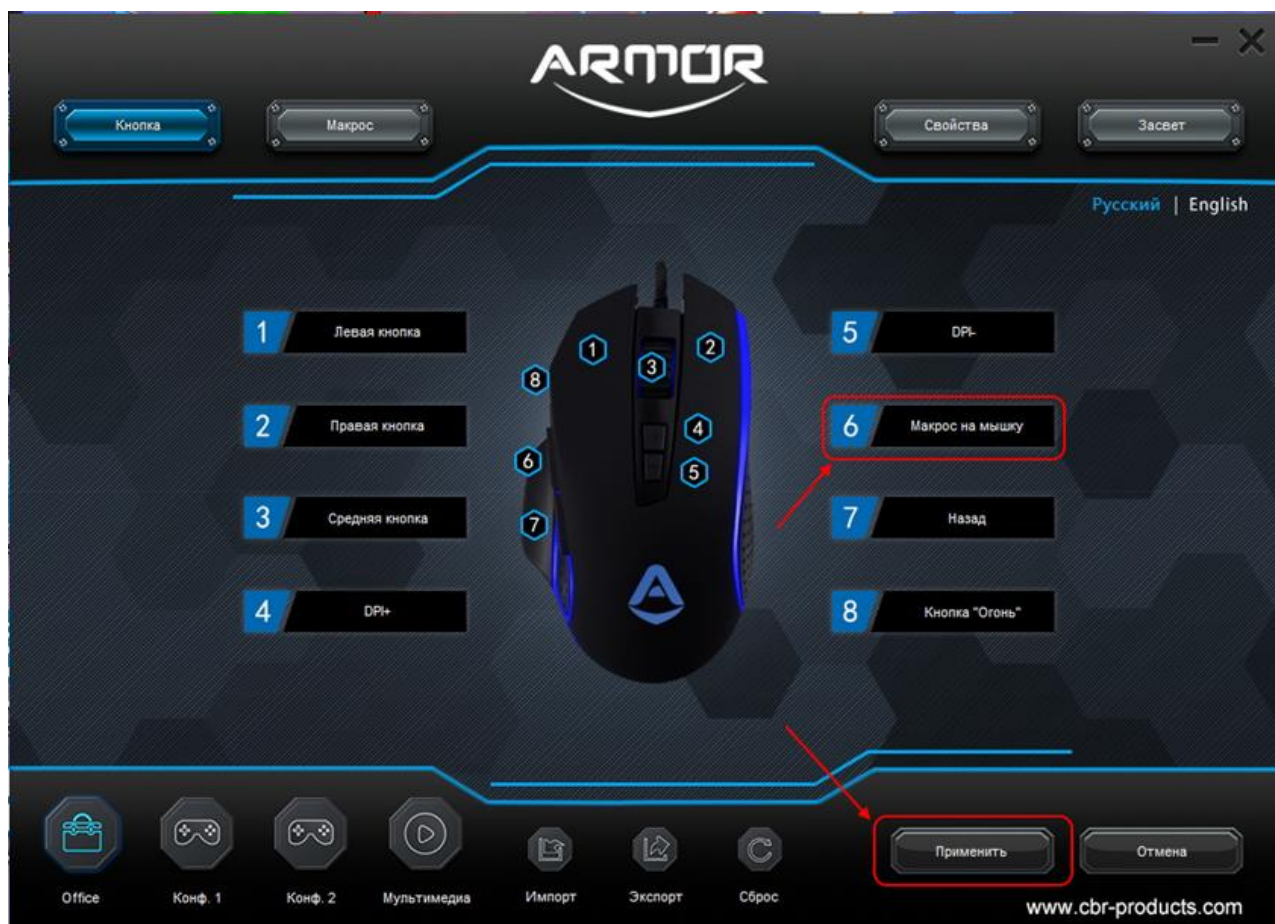 ARMOR
Кнопка
Макрос
Свойства
Засвет
Русский | English
1 Левая кнопка
2 Правая кнопка
3 Средняя кнопка
4 DPI+
1
2
3
8
4
6
5
7
5 DPI-
6 Макрос на мышку
7 Назад
8 Кнопка "Огонь"
Office
Конф. 1
Конф. 2
Мультимедиа
Импорт
Экспорт
Сброс
Применить
Отмена
www.cbr-products.com